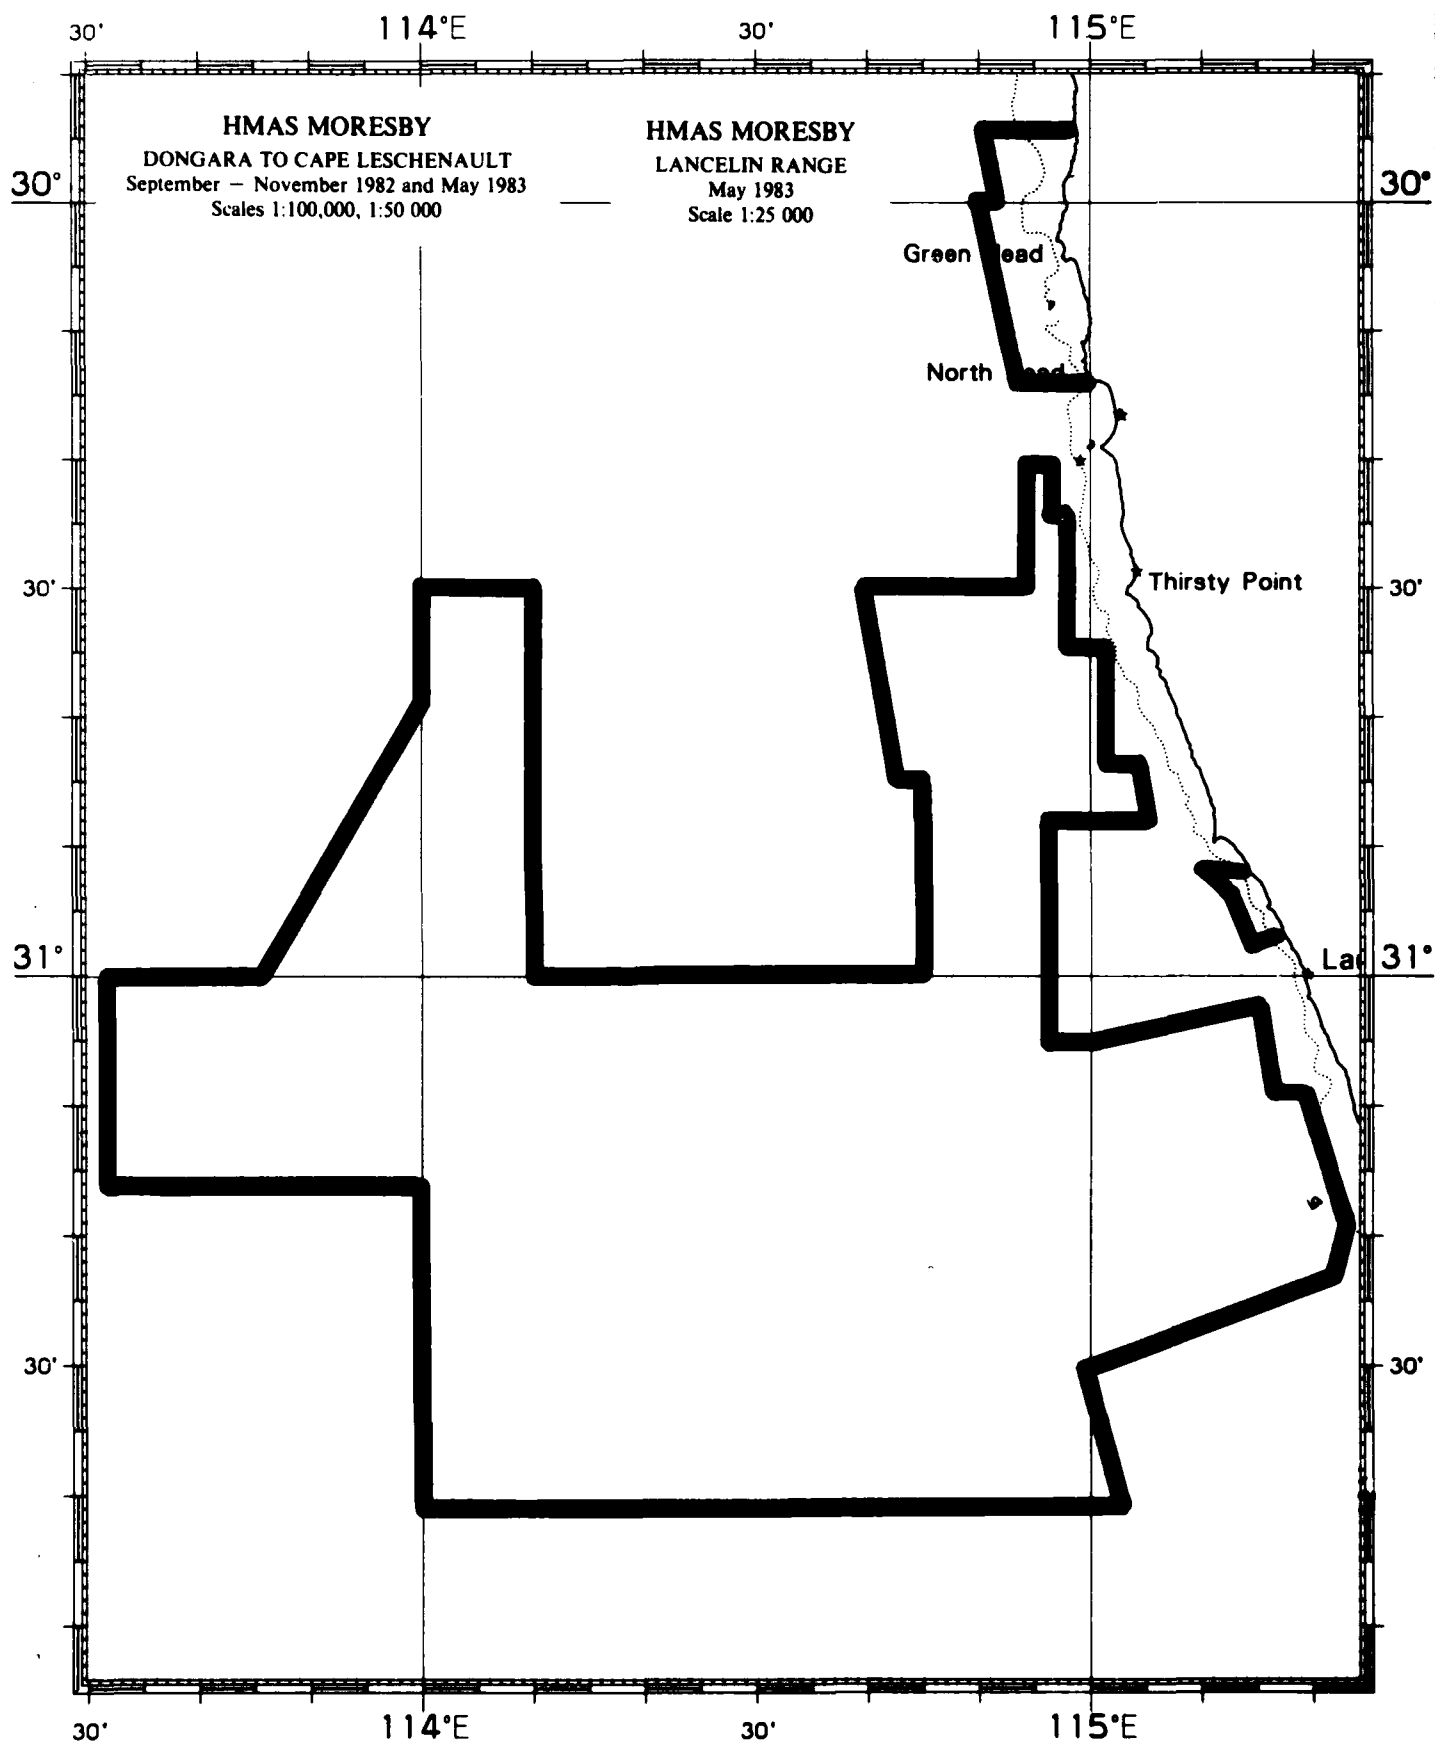 30' 114°E 30' 115°E
HMAS MORESBY
DONGARA TO CAPE LESCHENAULT
September – November 1982 and May 1983
Scales 1:100,000, 1:50 000
HMAS MORESBY
LANCELIN RANGE
May 1983
Scale 1:25 000
30° 30°
Green ead
North ead
30' Thirsty Point 30'
31° La 31°
30' 30'
30' 114°E 30' 115°E